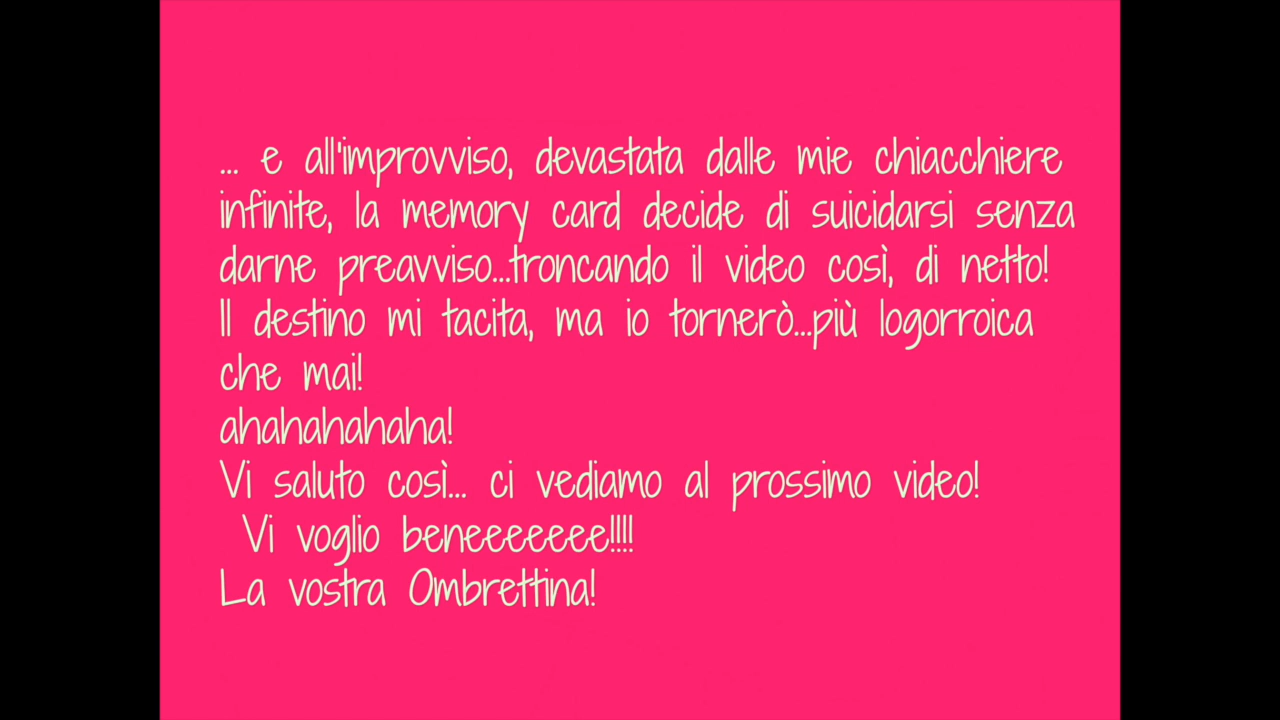 ... e all'improvviso, devastata dalle mie chiacchiere
infinite, la memory card decide di suicidarsi senza
darne preavviso...troncando il video così, di netto!
Il destino mi tacita, ma io tornerò...più logorroica
che mai!
ahahahahaha!
Vi saluto così... ci vediamo al prossimo video!
Vi voglio beneeeeeee!!!!
La vostra Ombrettina!